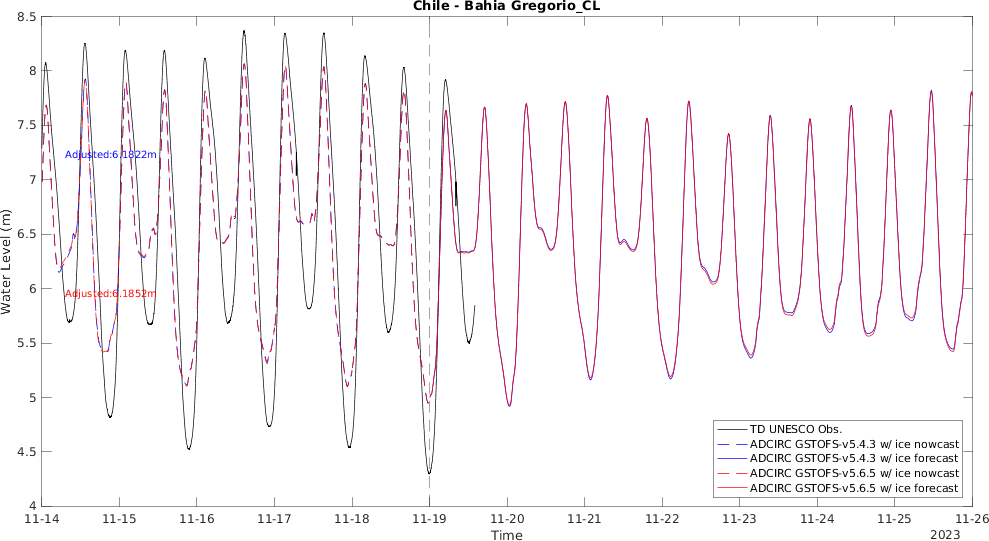 Chile - Bahia Gregorio_CL
8.5
8
7.5
7
6.5
6
5.5
5
4.5
4
Water Level (m)
Adjusted:6.1822m
Adjusted:6.1852m
TD UNESCO Obs.
ADCIRC GSTOFS-v5.4.3 w/ ice nowcast
ADCIRC GSTOFS-v5.4.3 w/ ice forecast
ADCIRC GSTOFS-v5.6.5 w/ ice nowcast
ADCIRC GSTOFS-v5.6.5 w/ ice forecast
11-14 11-15 11-16 11-17 11-18 11-19 11-20 11-21 11-22 11-23 11-24 11-25 11-26
Time
2023